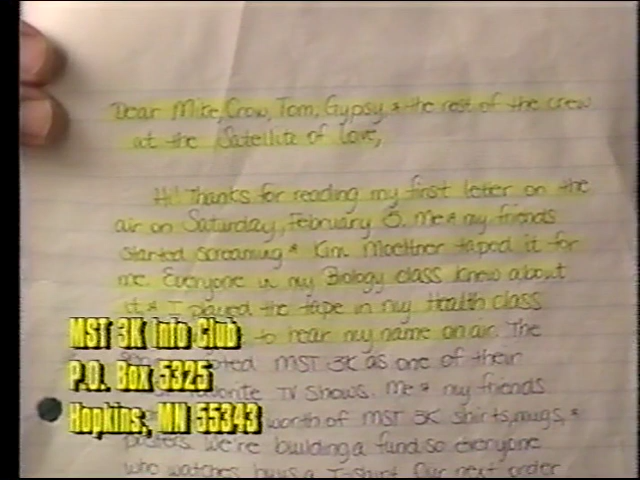 Dear Mike, Crow, Tom, Gypsy, & the rest of the crew
at the Satellite of Love,
Hi! Thanks for reading my first letter on the
air on Saturday, February 5. Me & my friends
started screaming & Kim Moeltner taped it for
me. Everyone in my Biology class knew about
it & I played the tape in my Health class
to hear my name on air. The
MST 3K as one of their
TV shows. Me & my friends
worth of MST 3K shirts, mugs, &
posters. We're building a fund so everyone
who watches buys a T-shirt. Our next order
MST 3K Info Club
P.O. Box 5325
Hopkins, MN 55343